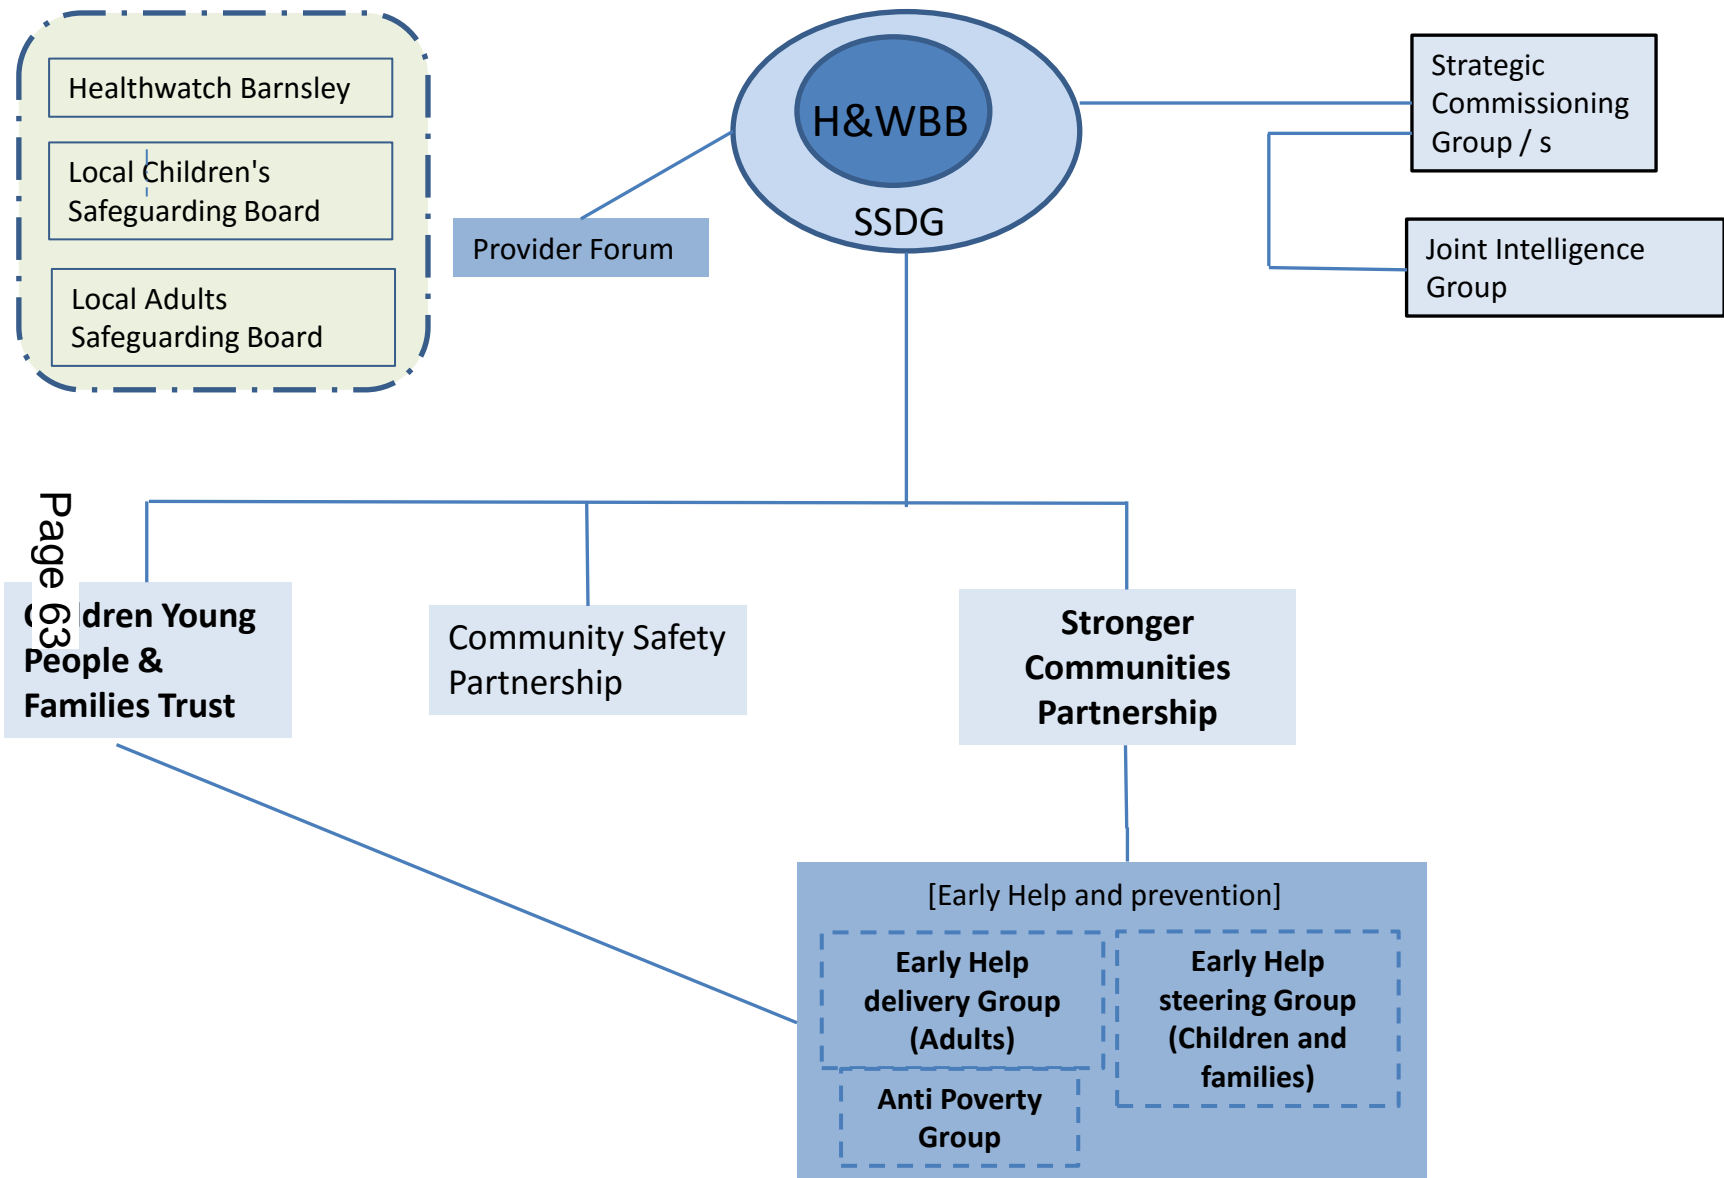 Healthwatch Barnsley
Local Children's
Safeguarding Board
Local Adults
Safeguarding Board
H&WBB
SSDG
Provider Forum
Strategic
Commissioning
Group / s
Joint Intelligence
Group
Page 63
Young
People &
Families Trust
Community Safety
Partnership
Stronger
Communities
Partnership
[Early Help and prevention]
Early Help
delivery Group
(Adults)
Early Help
steering Group
(Children and
families)
Anti Poverty
Group